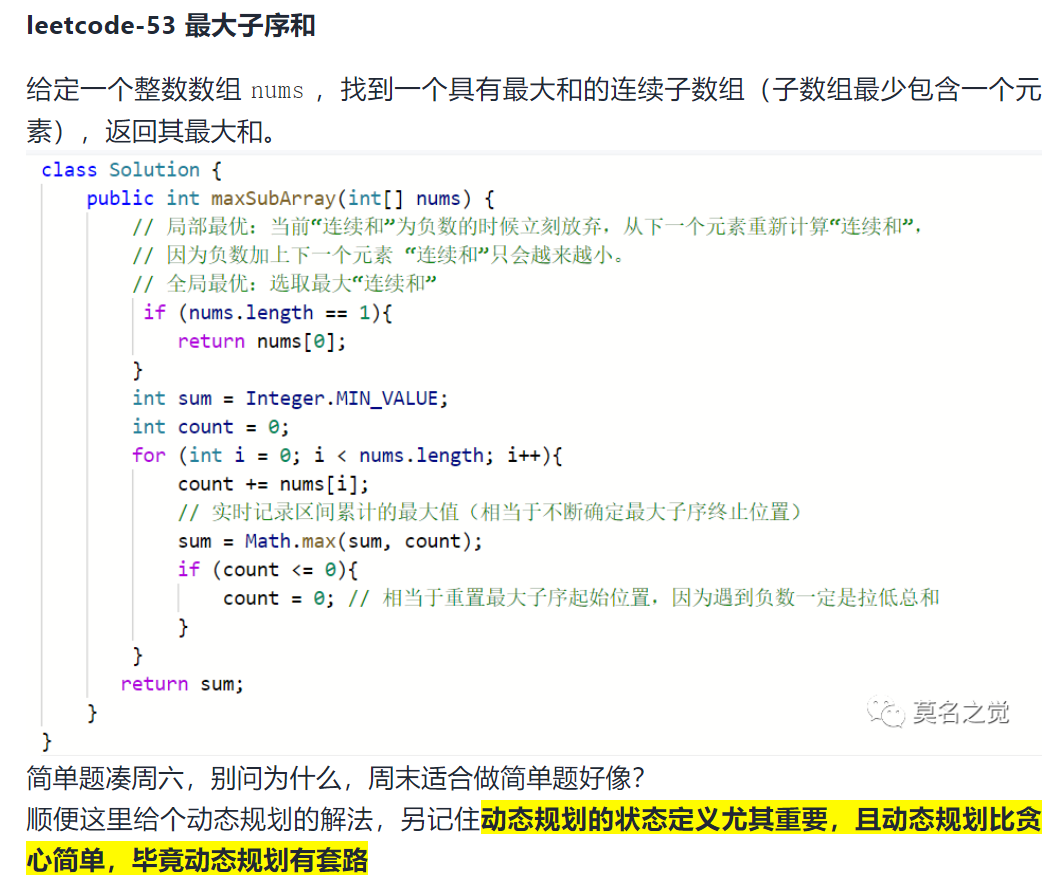 leetcode-53 最大子序和
给定一个整数数组 nums ，找到一个具有最大和的连续子数组（子数组最少包含一个元
素），返回其最大和。
class Solution {
public int maxSubArray(int[] nums) {
// 局部最优：当前“连续和”为负数的时候立刻放弃，从下一个元素重新计算“连续和”，
// 因为负数加上下一个元素 “连续和”只会越来越小。
// 全局最优：选取最大“连续和”
if (nums.length == 1){
return nums[0];
}
int sum = Integer.MIN_VALUE;
int count = 0;
for (int i = 0; i < nums.length; i++){
count += nums[i];
// 实时记录区间累计的最大值（相当于不断确定最大子序终止位置）
sum = Math.max(sum, count);
if (count <= 0){
count = 0; // 相当于重置最大子序起始位置，因为遇到负数一定是拉低总和
}
}
return sum;
}
莫名之觉
}
简单题凑周六，别问为什么，周末适合做简单题好像？
顺便这里给个动态规划的解法，另记住动态规划的状态定义尤其重要，且动态规划比贪
心简单，毕竟动态规划有套路